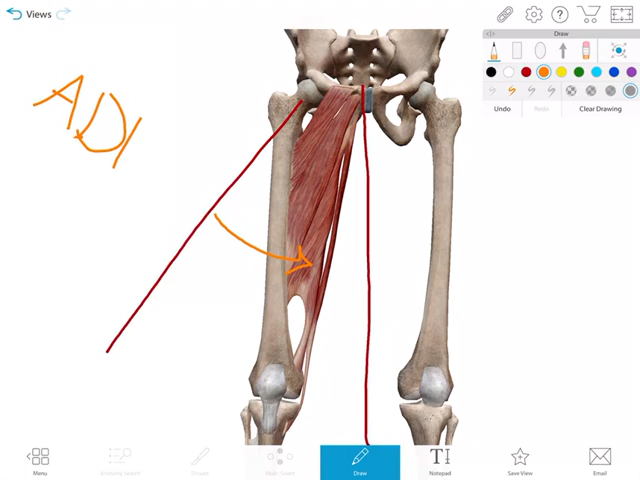 Views
Draw
ADI
Undo
Redo
Clear Drawing
Menu
Draw
Notepad
Save View
Email